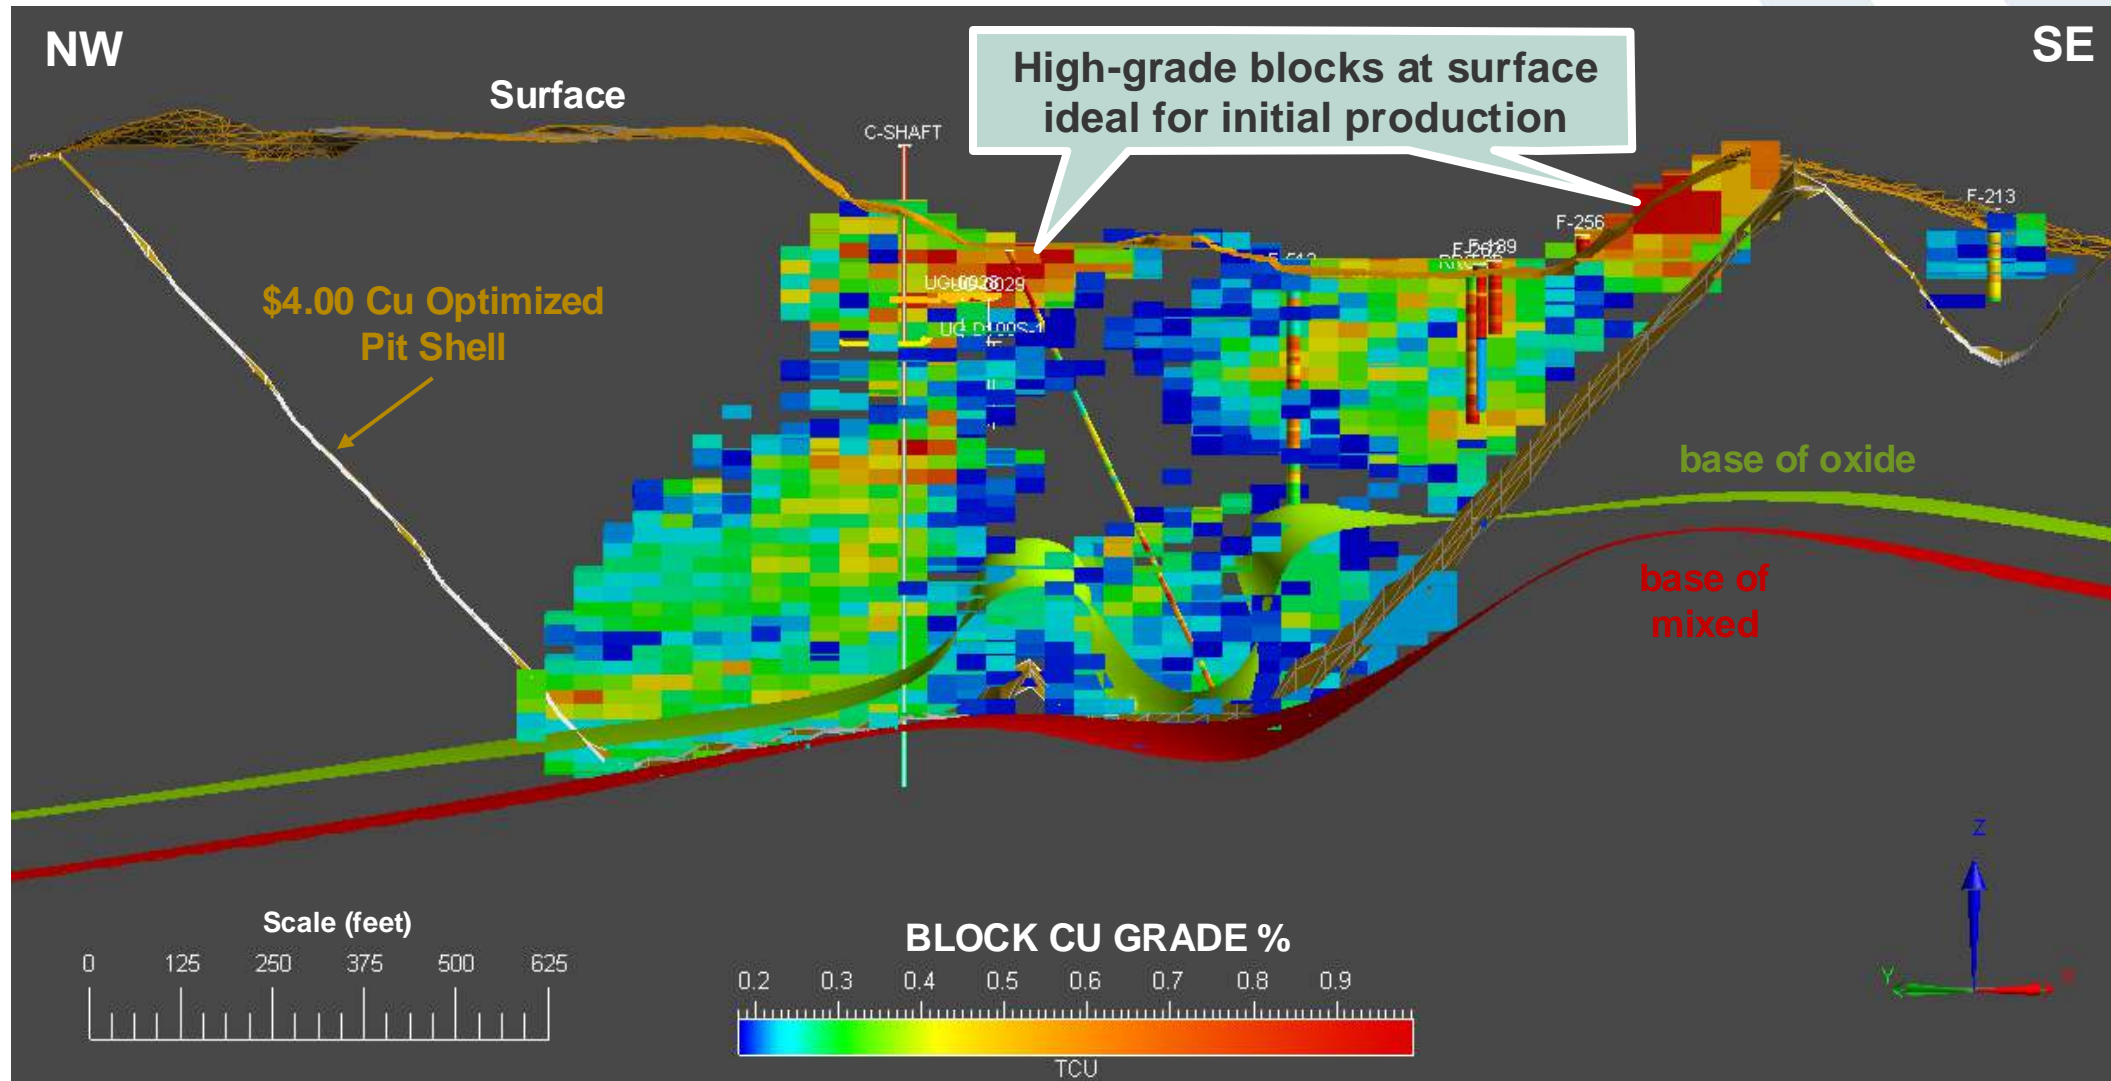 NW
SE
Surface
High-grade blocks at surface
ideal for initial production
C-SHAFT
F-213
F-256
$4.00 Cu Optimized
Pit Shell
base of oxide
base of
mixed
Scale (feet)
0 125 250 375 500 625
BLOCK CU GRADE %
0.2 0.3 0.4 0.5 0.6 0.7 0.8 0.9
TCU
Z
Y